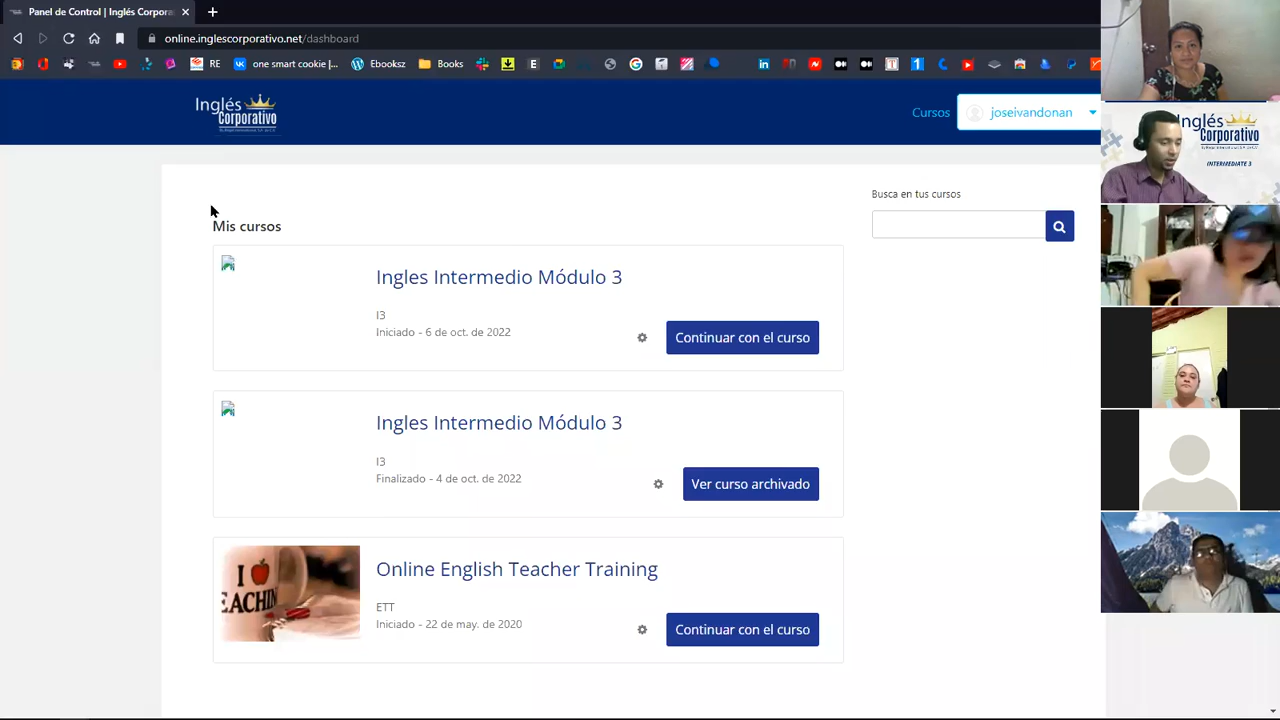 Panel de Control | Inglés Corpora
online.inglescorporativo.net/dashboard
RE
one smart cookie [...
Ebooksz
Books
Inglés
Corporativo
Cursos
joseivandonan
Mis cursos
Busca en tus cursos
Ingles Intermedio Módulo 3
I3
Iniciado - 6 de oct. de 2022
Continuar con el curso
Ingles Intermedio Módulo 3
I3
Finalizado - 4 de oct. de 2022
Ver curso archivado
I
EACHIN
Online English Teacher Training
ETT
Iniciado - 22 de may. de 2020
Continuar con el curso
Inglés
Corporativo
INTERMEDIATE 3